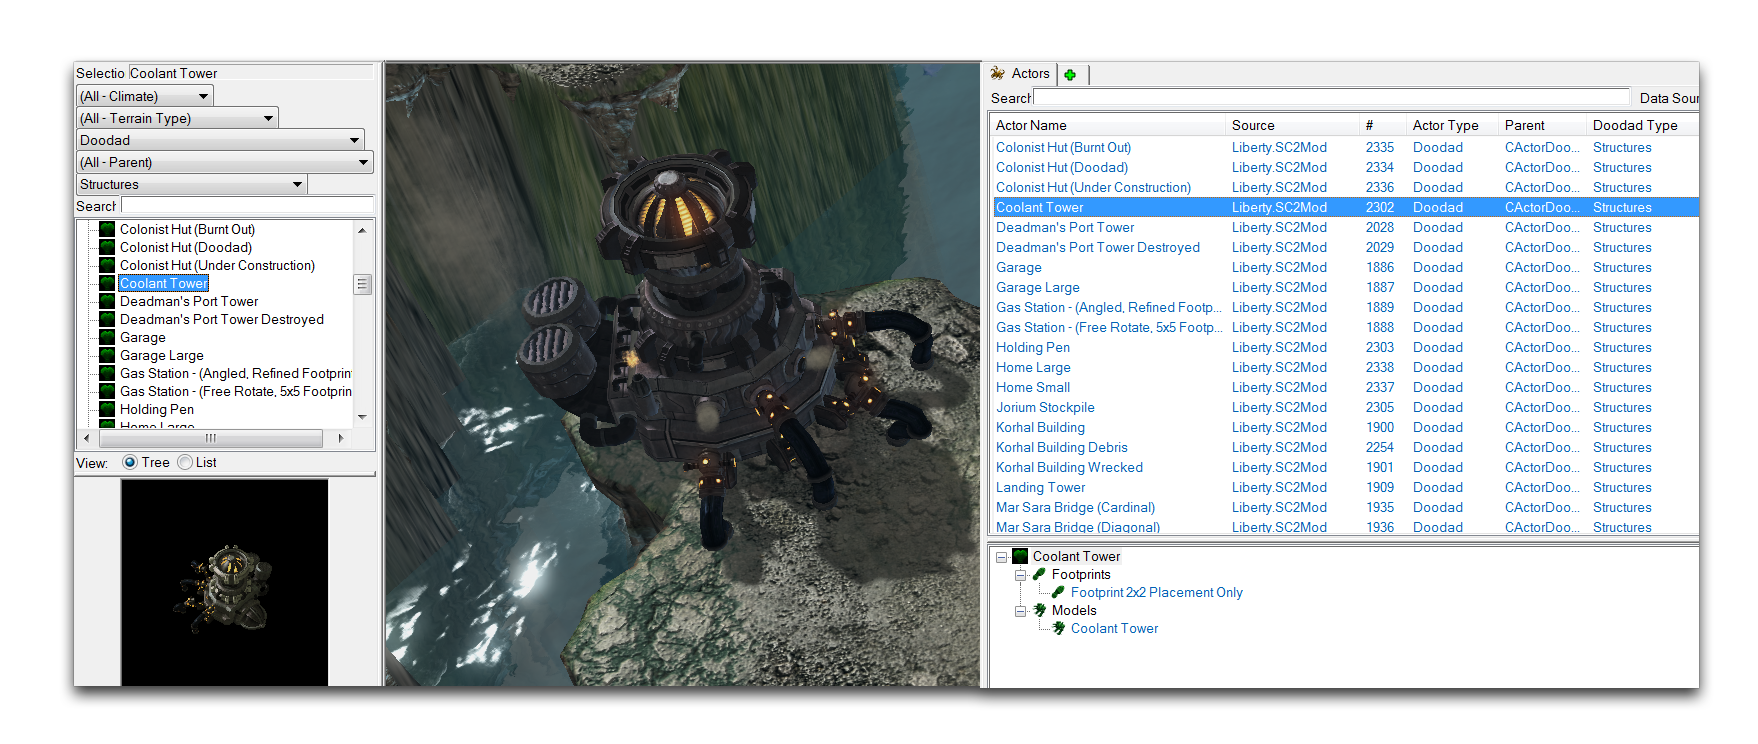 Selectio Coolant Tower
(All - Climate)
(All - Terrain Type)
Doodad
(All - Parent)
Structures
Search
Colonist Hut (Burnt Out)
Colonist Hut (Doodad)
Colonist Hut (Under Construction)
Coolant Tower
Deadman's Port Tower
Deadman's Port Tower Destroyed
Garage
Garage Large
Gas Station - (Angled, Refined Footprin
Gas Station - (Free Rotate, 5x5 Footprin
Holding Pen
Home Large
View: Tree List
Actors
Search Data Sour
Actor Name Source # Actor Type Parent Doodad Type
Colonist Hut (Burnt Out) Liberty.SC2Mod 2335 Doodad CActorDoo... Structures
Colonist Hut (Doodad) Liberty.SC2Mod 2334 Doodad CActorDoo... Structures
Colonist Hut (Under Construction) Liberty.SC2Mod 2336 Doodad CActorDoo... Structures
Coolant Tower Liberty.SC2Mod 2302 Doodad CActorDoo... Structures
Deadman's Port Tower Liberty.SC2Mod 2028 Doodad CActorDoo... Structures
Deadman's Port Tower Destroyed Liberty.SC2Mod 2029 Doodad CActorDoo... Structures
Garage Liberty.SC2Mod 1886 Doodad CActorDoo... Structures
Garage Large Liberty.SC2Mod 1887 Doodad CActorDoo... Structures
Gas Station - (Angled, Refined Footp... Liberty.SC2Mod 1889 Doodad CActorDoo... Structures
Gas Station - (Free Rotate, 5x5 Footp... Liberty.SC2Mod 1888 Doodad CActorDoo... Structures
Holding Pen Liberty.SC2Mod 2303 Doodad CActorDoo... Structures
Home Large Liberty.SC2Mod 2338 Doodad CActorDoo... Structures
Home Small Liberty.SC2Mod 2337 Doodad CActorDoo... Structures
Jorium Stockpile Liberty.SC2Mod 2305 Doodad CActorDoo... Structures
Korhal Building Liberty.SC2Mod 1900 Doodad CActorDoo... Structures
Korhal Building Debris Liberty.SC2Mod 2254 Doodad CActorDoo... Structures
Korhal Building Wrecked Liberty.SC2Mod 1901 Doodad CActorDoo... Structures
Landing Tower Liberty.SC2Mod 1909 Doodad CActorDoo... Structures
Mar Sara Bridge (Cardinal) Liberty.SC2Mod 1935 Doodad CActorDoo... Structures
Mar Sara Bridge (Diagonal) Liberty.SC2Mod 1936 Doodad CActorDoo... Structures
Coolant Tower
Footprints
Footprint 2x2 Placement Only
Models
Coolant Tower